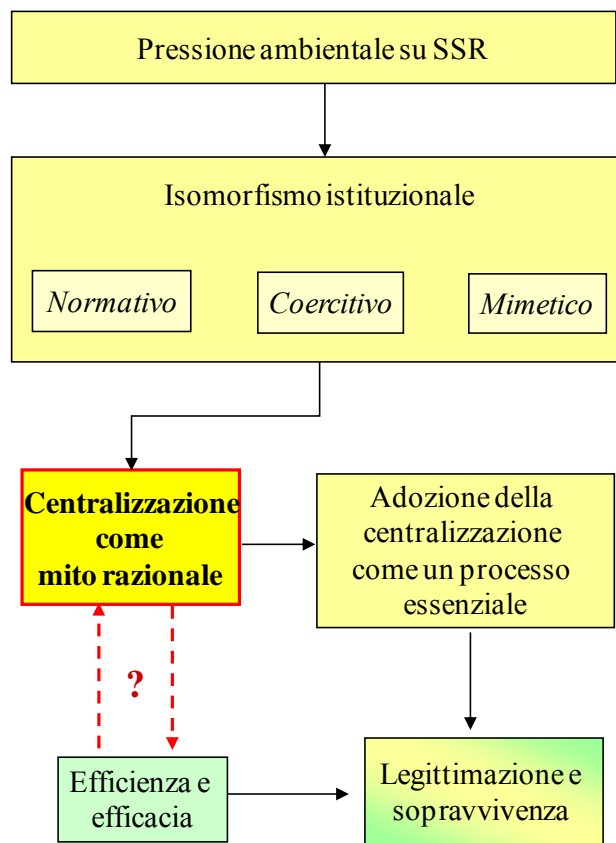 Pressione ambientale su SSR
Isomorfismo istituzionale
Normativo
Coercitivo
Mimetico
Centralizzazione
come
mito razionale
Adozione della
centralizzazione
come un processo
essenziale
?
Efficienza e
efficacia
Legittimazione e
sopravvivenza